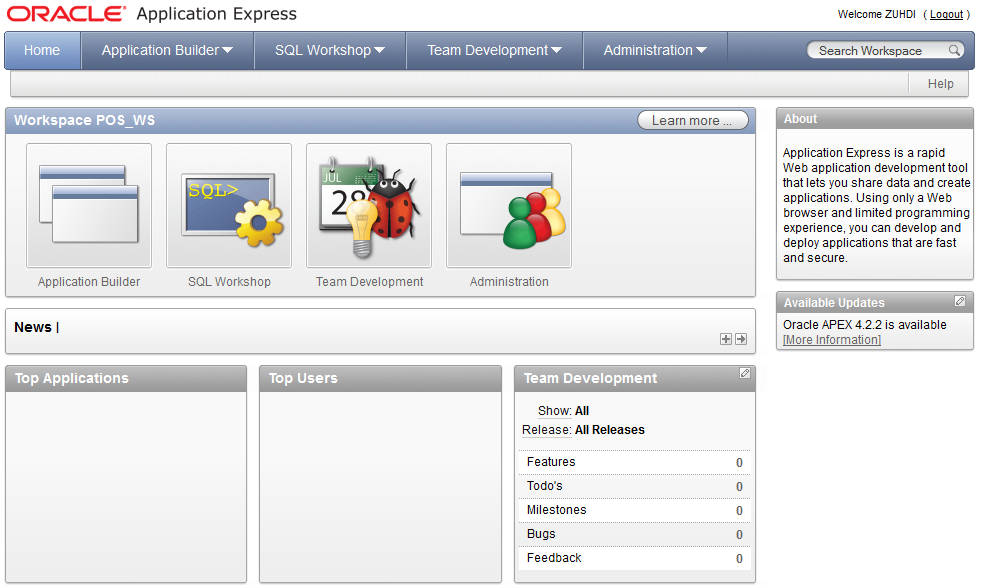 ORACLE Application Express
Welcome ZUHDI ( Logout )
Home Application Builder SQL Workshop Team Development Administration Search Workspace
Help
Workspace POS_WS Learn more ...
SQL>
JUL
28
Application Builder SQL Workshop Team Development Administration
News |
Top Applications
Top Users
Team Development
Show: All
Release: All Releases
Features 0
Todo's 0
Milestones 0
Bugs 0
Feedback 0
About
Application Express is a rapid
Web application development tool
that lets you share data and create
applications. Using only a Web
browser and limited programming
experience, you can develop and
deploy applications that are fast
and secure.
Available Updates
Oracle APEX 4.2.2 is available
[More Information]